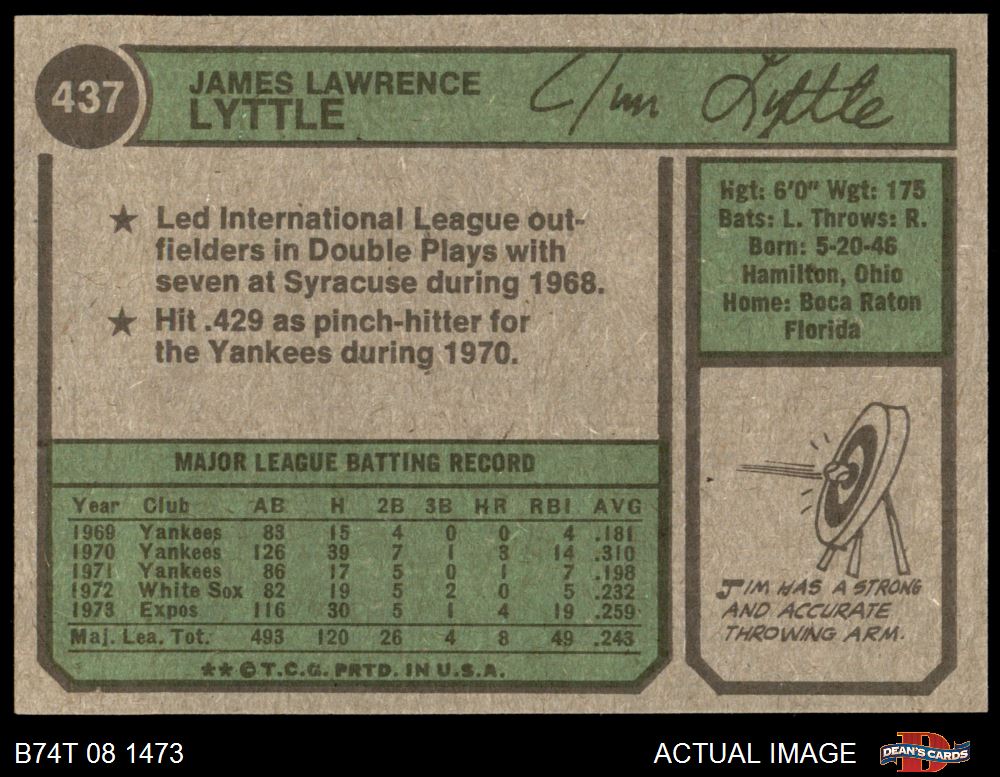 437
JAMES LAWRENCE
LYTTLE
Jim Lyttle
★ Led International League out-
fielders in Double Plays with
seven at Syracuse during 1968.
★ Hit .429 as pinch-hitter for
the Yankees during 1970.
Hgt: 6'0" Wgt: 175
Bats: L. Throws: R.
Born: 5-20-46
Hamilton, Ohio
Home: Boca Raton
Florida
MAJOR LEAGUE BATTING RECORD
Year Club AB H 2B 3B HR RBI AVG
1969 Yankees 83 15 4 0 0 4 .181
1970 Yankees 126 39 7 1 3 14 .310
1971 Yankees 86 17 5 0 1 7 .198
1972 White Sox 82 19 5 2 0 5 .232
1973 Expos 116 30 5 1 4 19 .259
Maj. Lea. Tot. 493 120 26 4 8 49 .243
**©T.C.G. PRTD. IN U.S.A.
JIM HAS A STRONG
AND ACCURATE
THROWING ARM.
B74T 08 1473
ACTUAL IMAGE
D
DEAN'S CARDS